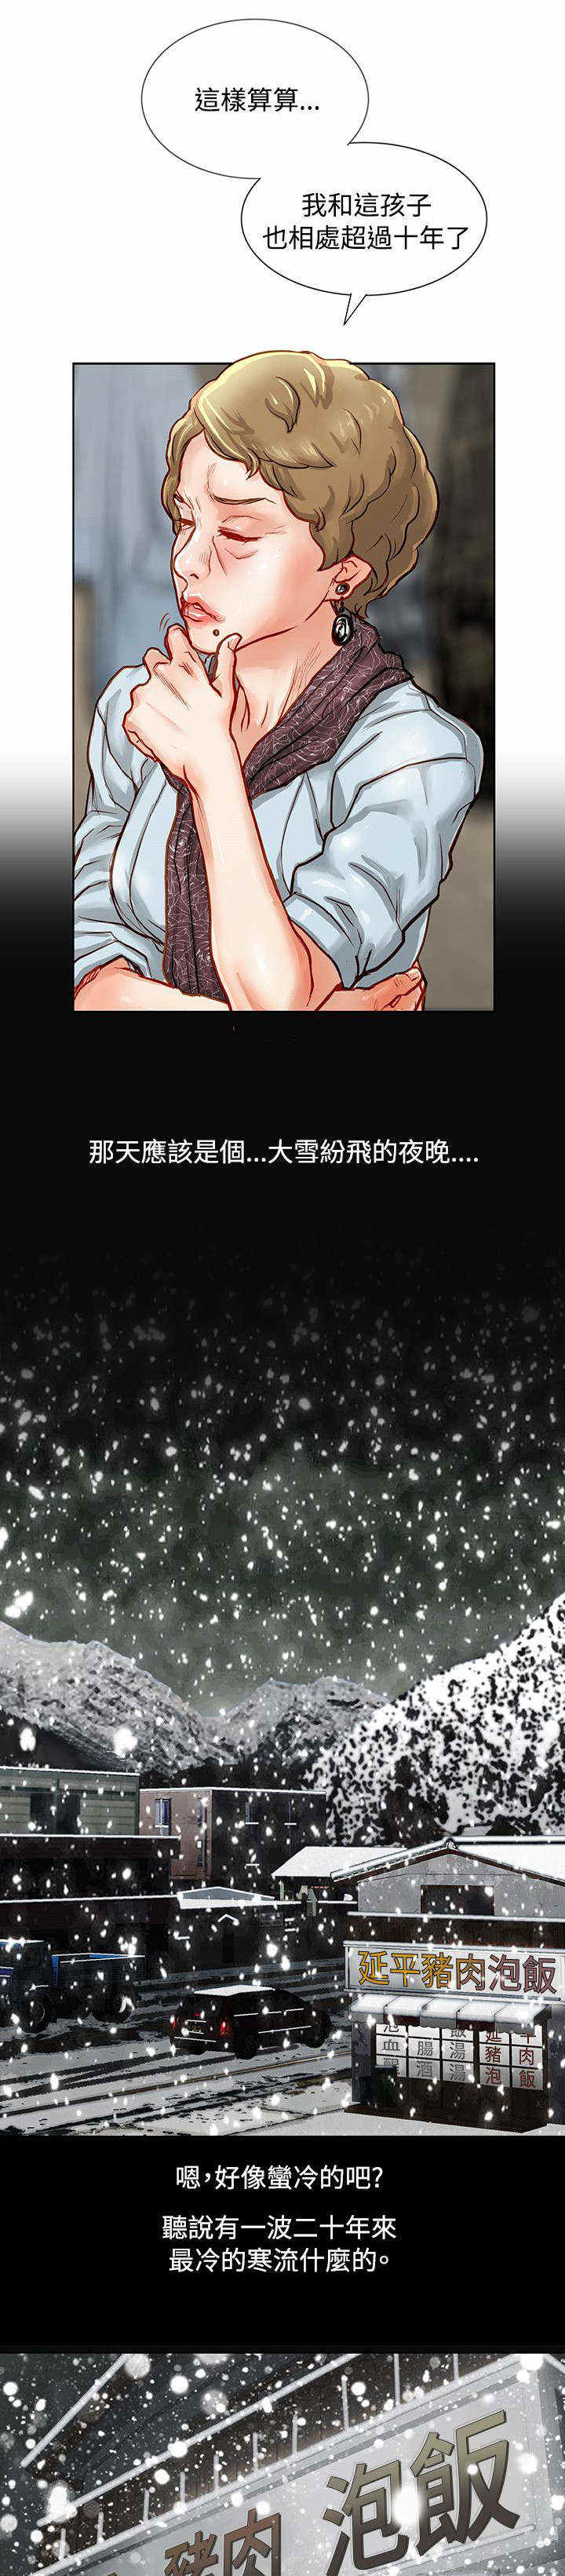 這樣算算...
我和這孩子
也相處超過十年了
那天應該是個...大雪紛飛的夜晚....
延平豬肉泡飯
血 腸 湯 豬 肉
酒 湯 泡 飯
嗯，好像蠻冷的吧?
聽說有一波二十年來
最冷的寒流什麼的。
豬肉 泡飯